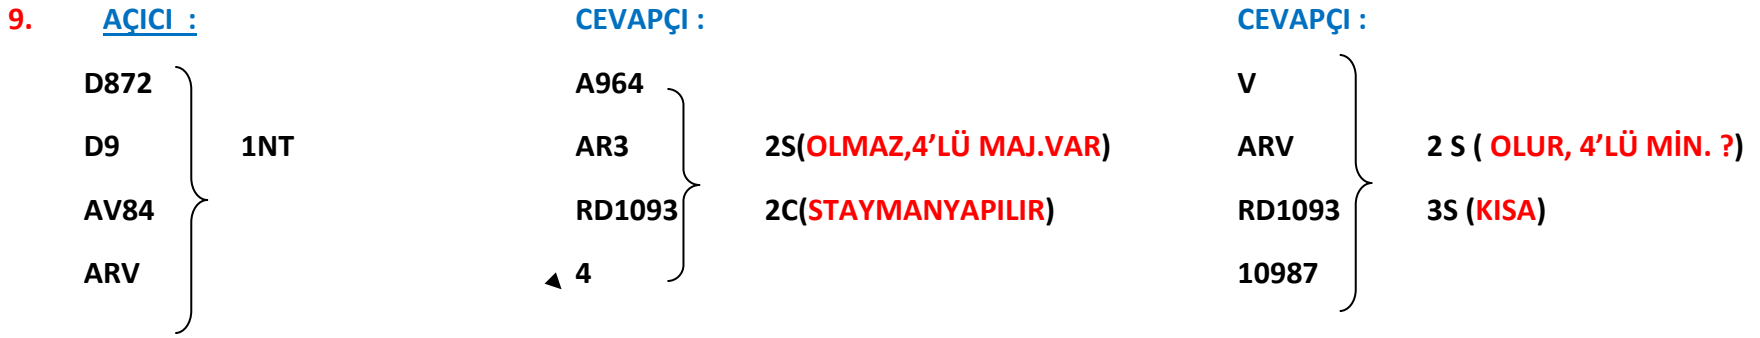 9. AÇICI : CEVAPÇI : CEVAPÇI :
D872 A964 V
D9 1NT AR3 2S(OLMAZ,4’LÜ MAJ.VAR) ARV 2 S ( OLUR, 4’LÜ MİN. ?)
AV84 RD1093 2C(STAYMANYAPILIR) RD1093 3S (KISA)
ARV 4 10987